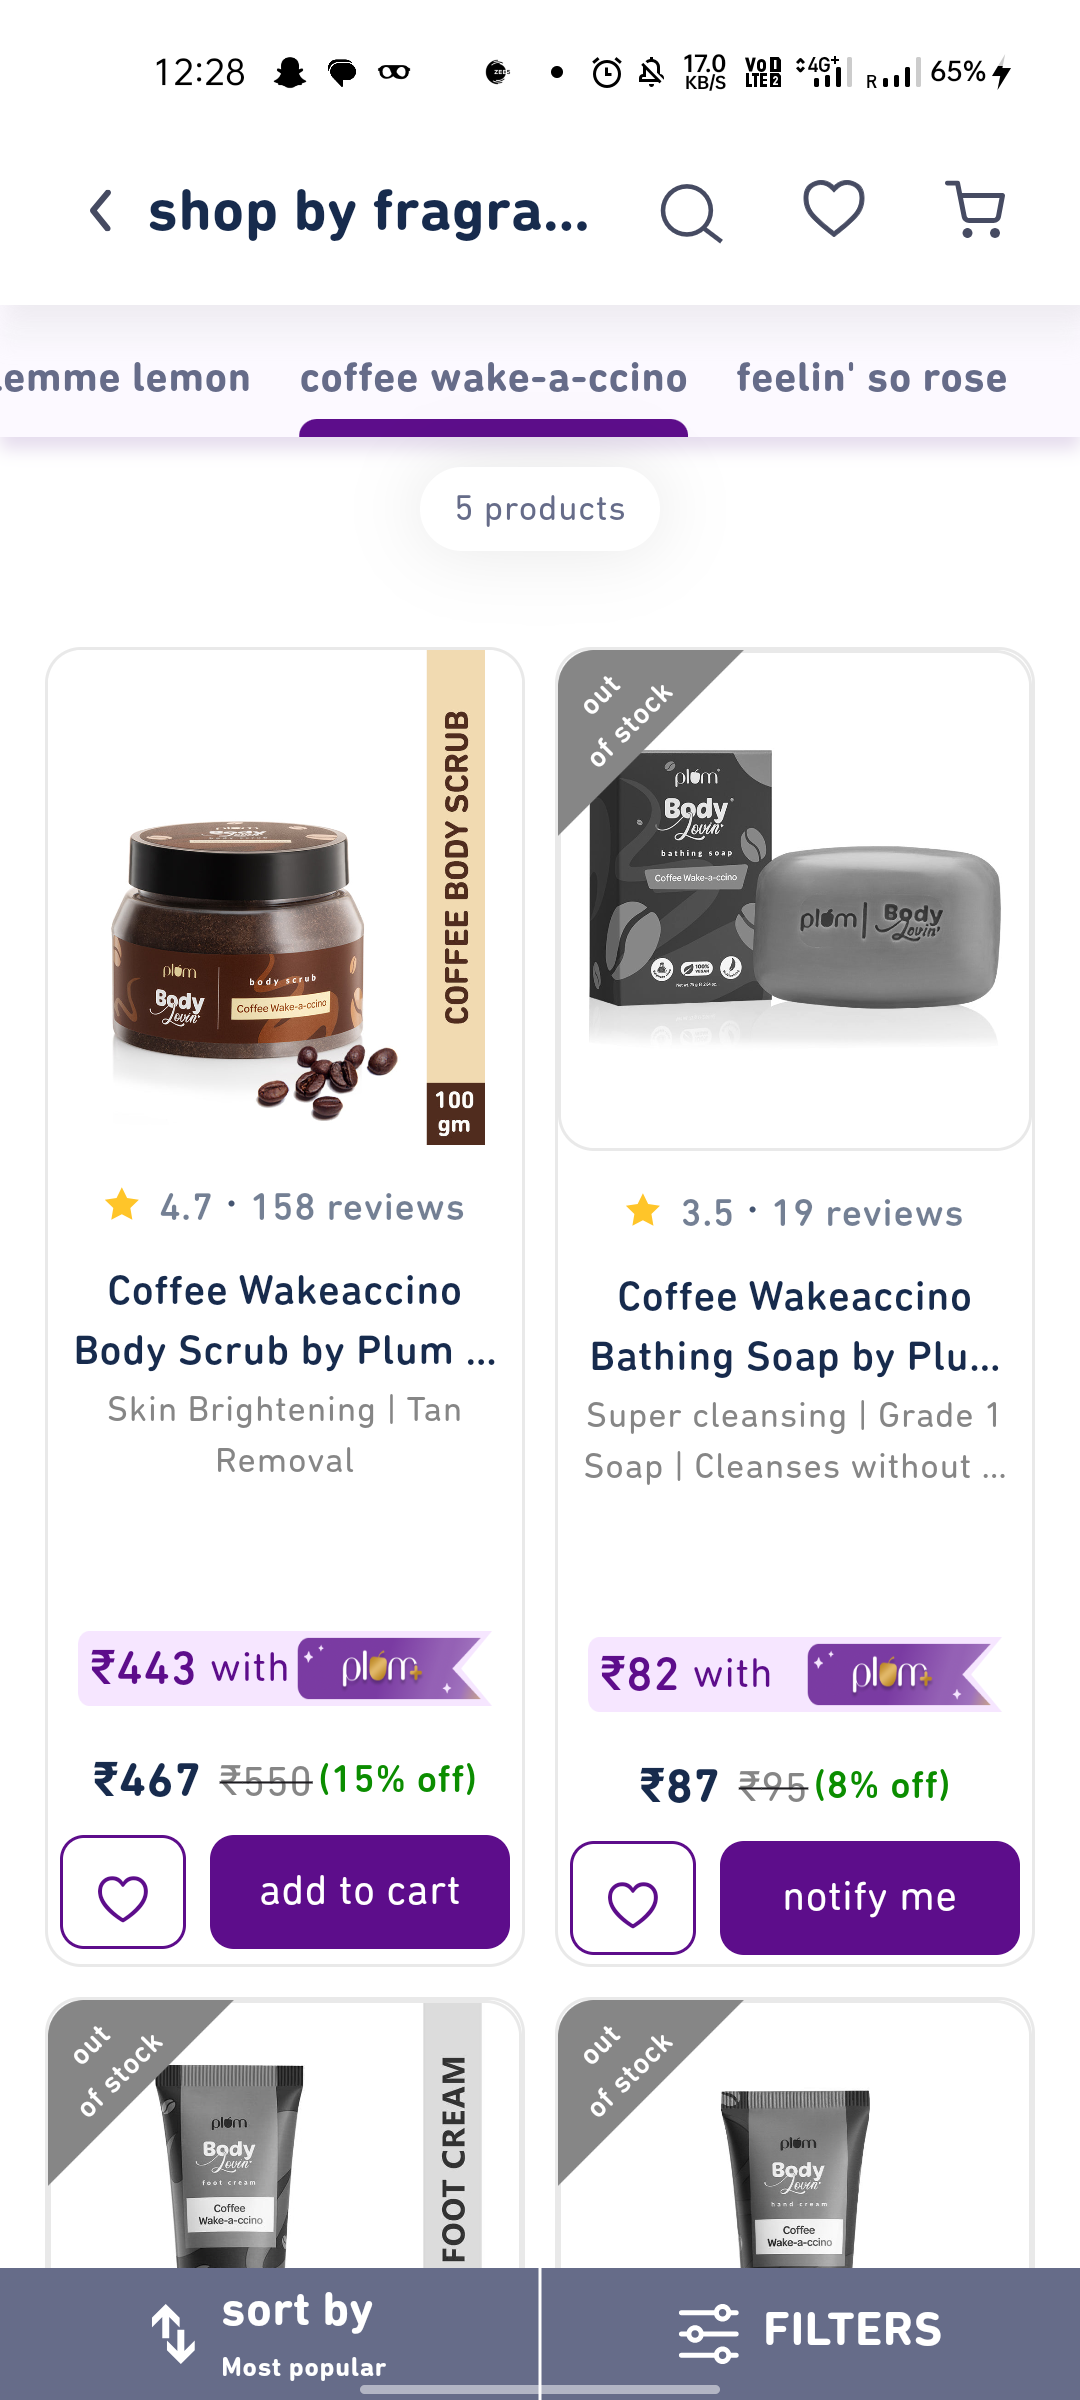 12:28
17.0
KB/S
Vo D
LTE 2
4G+
R
65%
shop by fragra...
emme lemon
coffee wake-a-ccino
feelin' so rose
5 products
COFFEE BODY SCRUB
100
gm
plum
Body
Lovin'
body scrub
Coffee Wake-a-ccino
out
of stock
plum
Body
Lovin'
bathing soap
Coffee Wake-a-ccino
100%
VEGAN
plum | Body
Lovin'
4.7 · 158 reviews
Coffee Wakeaccino
Body Scrub by Plum ...
Skin Brightening | Tan
Removal
₹443 with plum+
₹467 ₹550 (15% off)
add to cart
3.5 · 19 reviews
Coffee Wakeaccino
Bathing Soap by Plu...
Super cleansing | Grade 1
Soap | Cleanses without ...
₹82 with plum+
₹87 ₹95 (8% off)
notify me
out
of stock
plum
Body
Lovin'
foot cream
Coffee
Wake-a-ccino
FOOT CREAM
out
of stock
plum
Body
Lovin'
hand cream
Coffee
Wake-a-ccino
sort by
Most popular
FILTERS